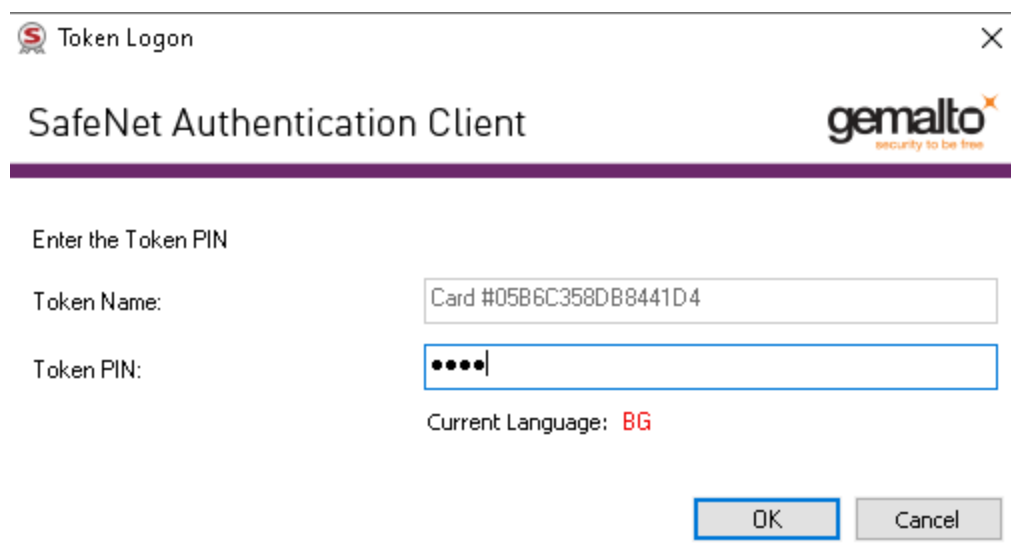 Token Logon
SafeNet Authentication Client
gemalto
security to be free
Enter the Token PIN
Token Name:
Card #05B6C358DB8441D4
Token PIN:
••••
Current Language: BG
OK
Cancel